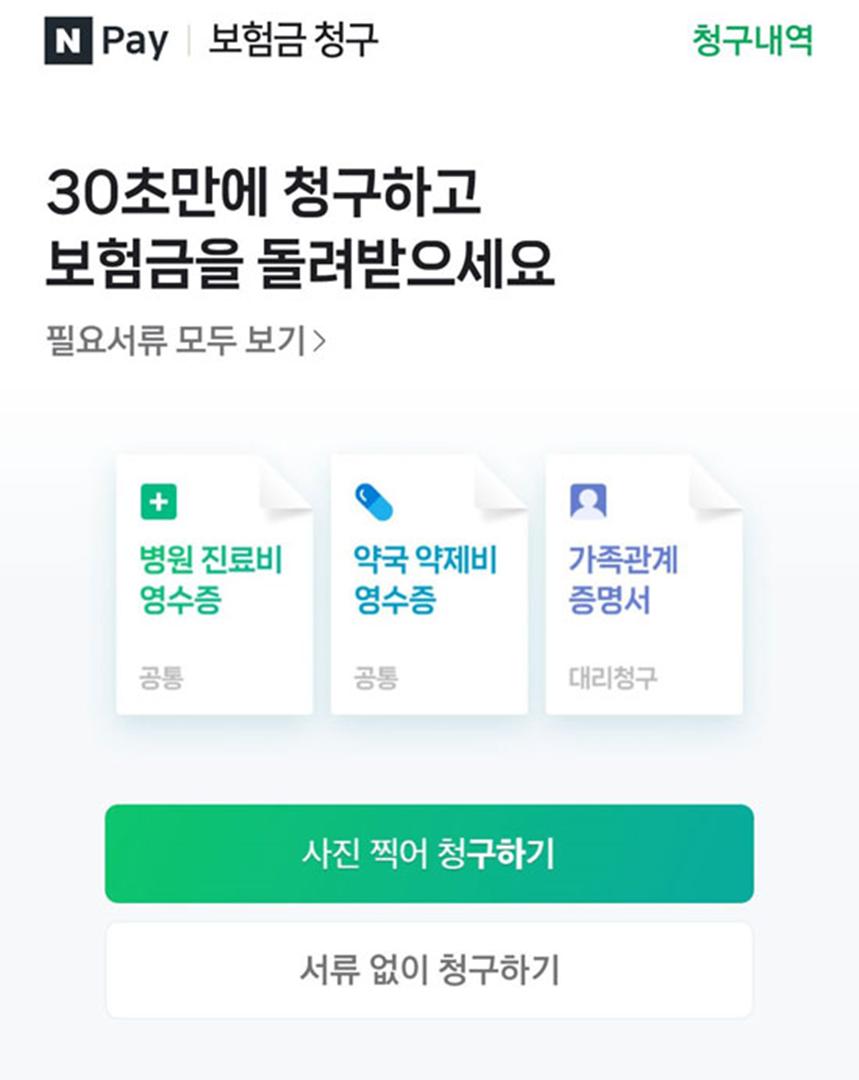 N Pay | 보험금 청구
청구내역
30초만에 청구하고
보험금을 돌려받으세요
필요서류 모두 보기 >
병원 진료비
영수증
공통
약국 약제비
영수증
공통
가족관계
증명서
대리청구
사진 찍어 청구하기
서류 없이 청구하기